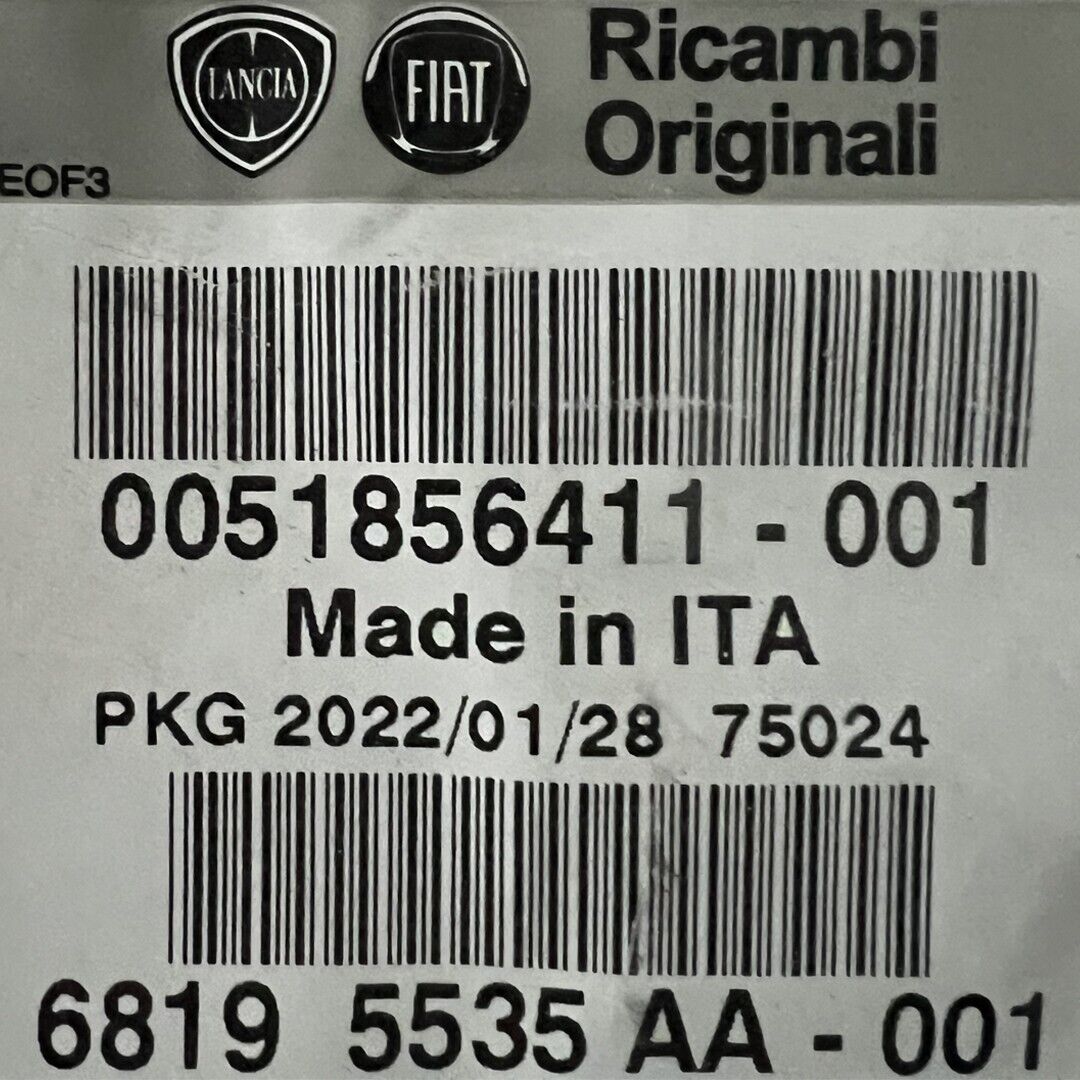 LANCIA FIAT Ricambi
Originali
EOF3
0051856411 - 001
Made in ITA
PKG 2022/01/28 75024
6819 5535 AA - 001